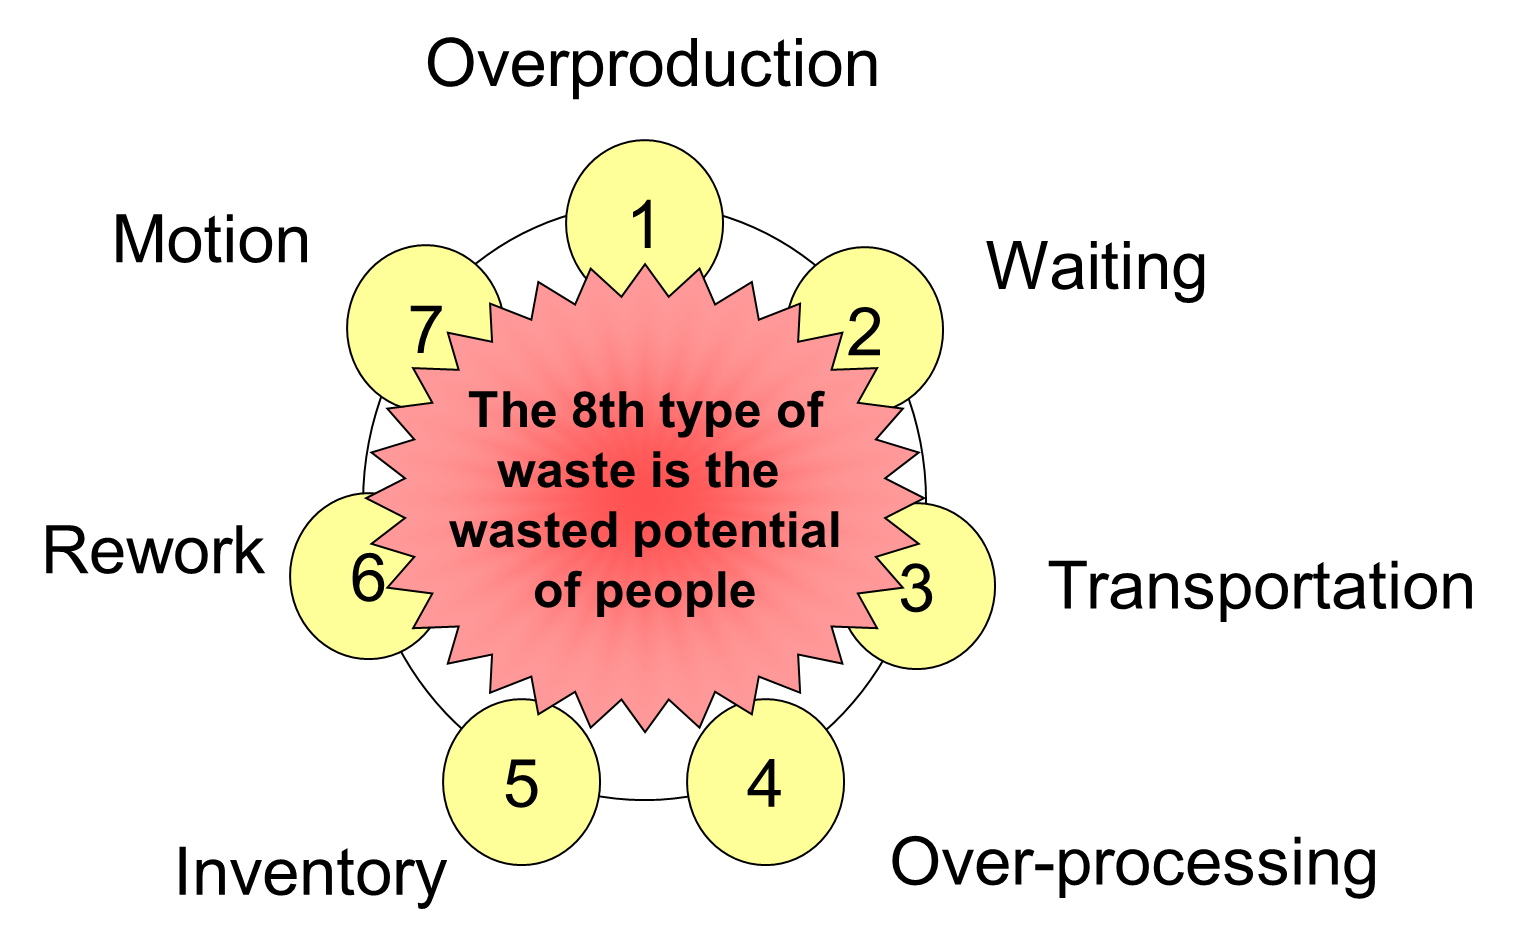 Overproduction
1
Motion
7
Waiting
2
The 8th type of
waste is the
wasted potential
of people
Rework
6
3
Transportation
5
4
Inventory
Over-processing